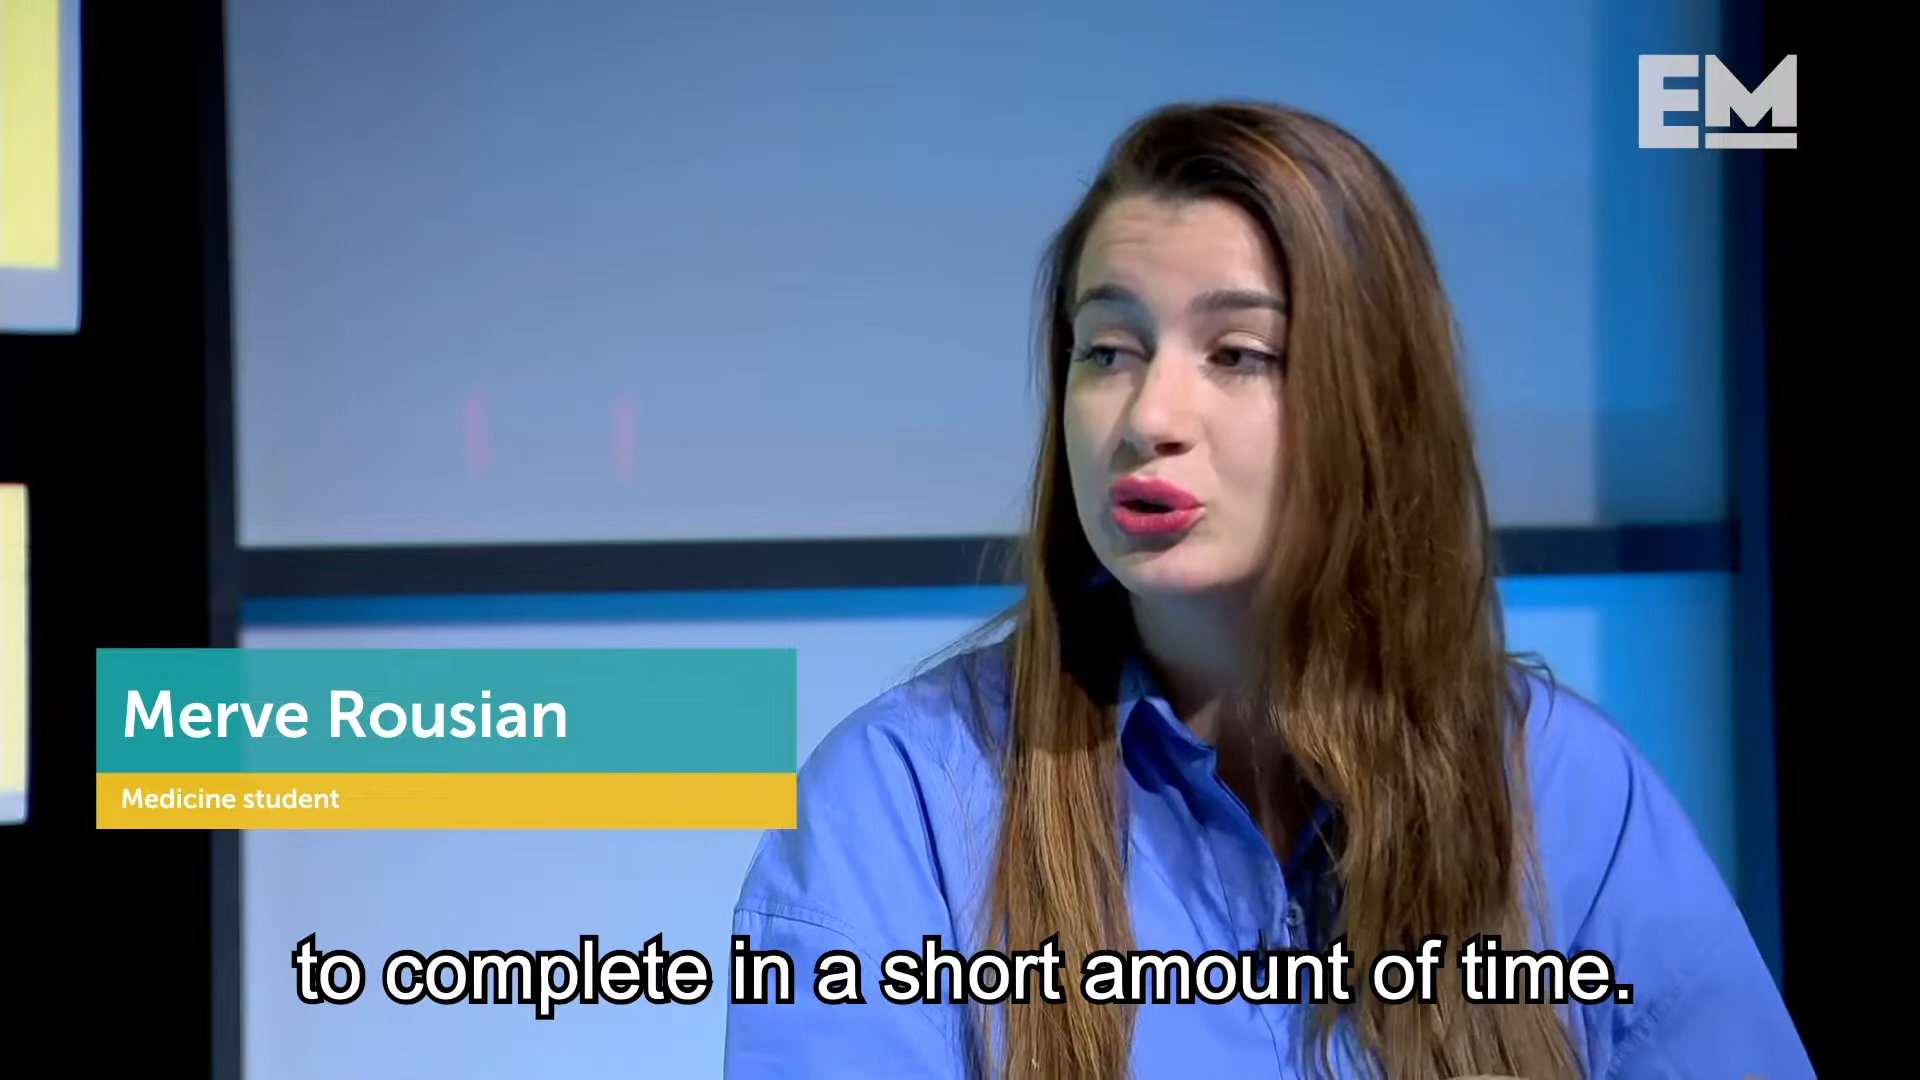 EM
Merve Rousian
Medicine student
to complete in a short amount of time.